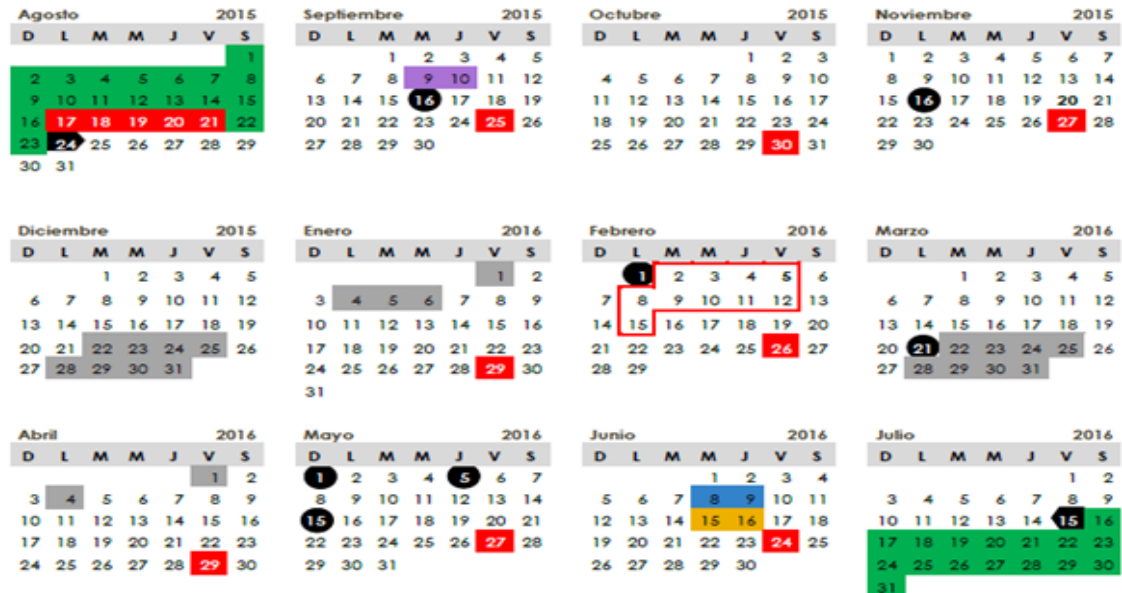 Agosto 2015
D L M M J V S
1
2 3 4 5 6 7 8
9 10 11 12 13 14 15
16 17 18 19 20 21 22
23 24 25 26 27 28 29
30 31
Septiembre 2015
D L M M J V S
1 2 3 4 5
6 7 8 9 10 11 12
13 14 15 16 17 18 19
20 21 22 23 24 25 26
27 28 29 30
Octubre 2015
D L M M J V S
1 2 3
4 5 6 7 8 9 10
11 12 13 14 15 16 17
18 19 20 21 22 23 24
25 26 27 28 29 30 31
Noviembre 2015
D L M M J V S
1 2 3 4 5 6 7
8 9 10 11 12 13 14
15 16 17 18 19 20 21
22 23 24 25 26 27 28
29 30
Diciembre 2015
D L M M J V S
1 2 3 4 5
6 7 8 9 10 11 12
13 14 15 16 17 18 19
20 21 22 23 24 25 26
27 28 29 30 31
Enero 2016
D L M M J V S
1 2
3 4 5 6 7 8 9
10 11 12 13 14 15 16
17 18 19 20 21 22 23
24 25 26 27 28 29 30
31
Febrero 2016
D L M M J V S
1 2 3 4 5 6
7 8 9 10 11 12 13
14 15 16 17 18 19 20
21 22 23 24 25 26 27
28 29
Marzo 2016
D L M M J V S
1 2 3 4 5
6 7 8 9 10 11 12
13 14 15 16 17 18 19
20 21 22 23 24 25 26
27 28 29 30 31
Abril 2016
D L M M J V S
1 2
3 4 5 6 7 8 9
10 11 12 13 14 15 16
17 18 19 20 21 22 23
24 25 26 27 28 29 30
Mayo 2016
D L M M J V S
1 2 3 4 5 6 7
8 9 10 11 12 13 14
15 16 17 18 19 20 21
22 23 24 25 26 27 28
29 30 31
Junio 2016
D L M M J V S
1 2 3 4
5 6 7 8 9 10 11
12 13 14 15 16 17 18
19 20 21 22 23 24 25
26 27 28 29 30
Julio 2016
D L M M J V S
1 2
3 4 5 6 7 8 9
10 11 12 13 14 15 16
17 18 19 20 21 22 23
24 25 26 27 28 29 30
31